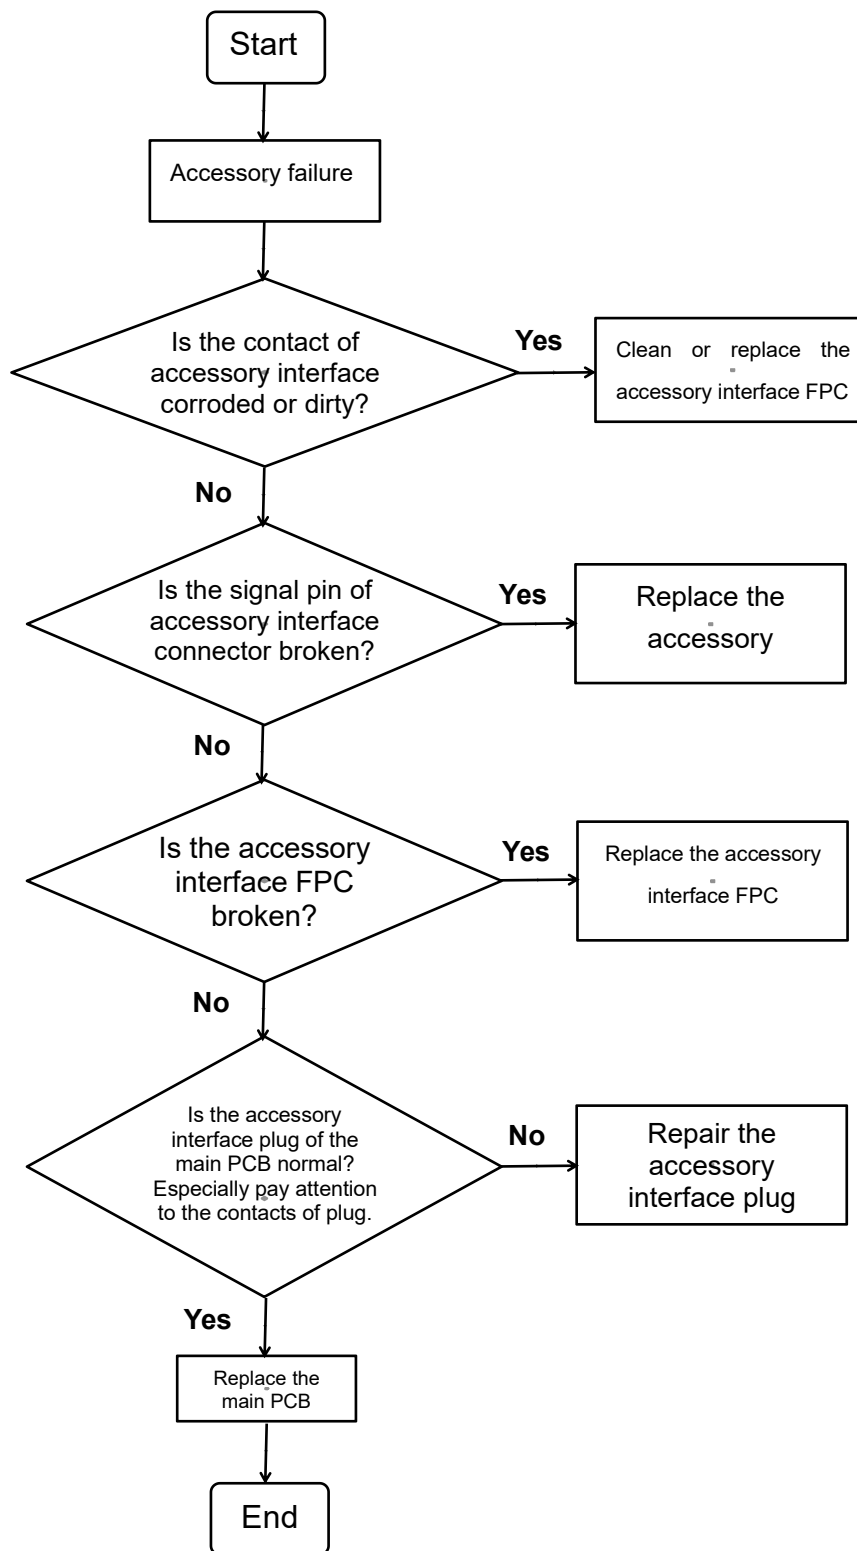 Start
Accessory failure
Is the contact of
accessory interface
corroded or dirty?
Yes
Clean or replace the
accessory interface FPC
No
Is the signal pin of
accessory interface
connector broken?
Yes
Replace the
accessory
No
Is the accessory
interface FPC
broken?
Yes
Replace the accessory
interface FPC
No
Is the accessory
interface plug of the
main PCB normal?
Especially pay attention
to the contacts of plug.
No
Repair the
accessory
interface plug
Yes
Replace the
main PCB
End